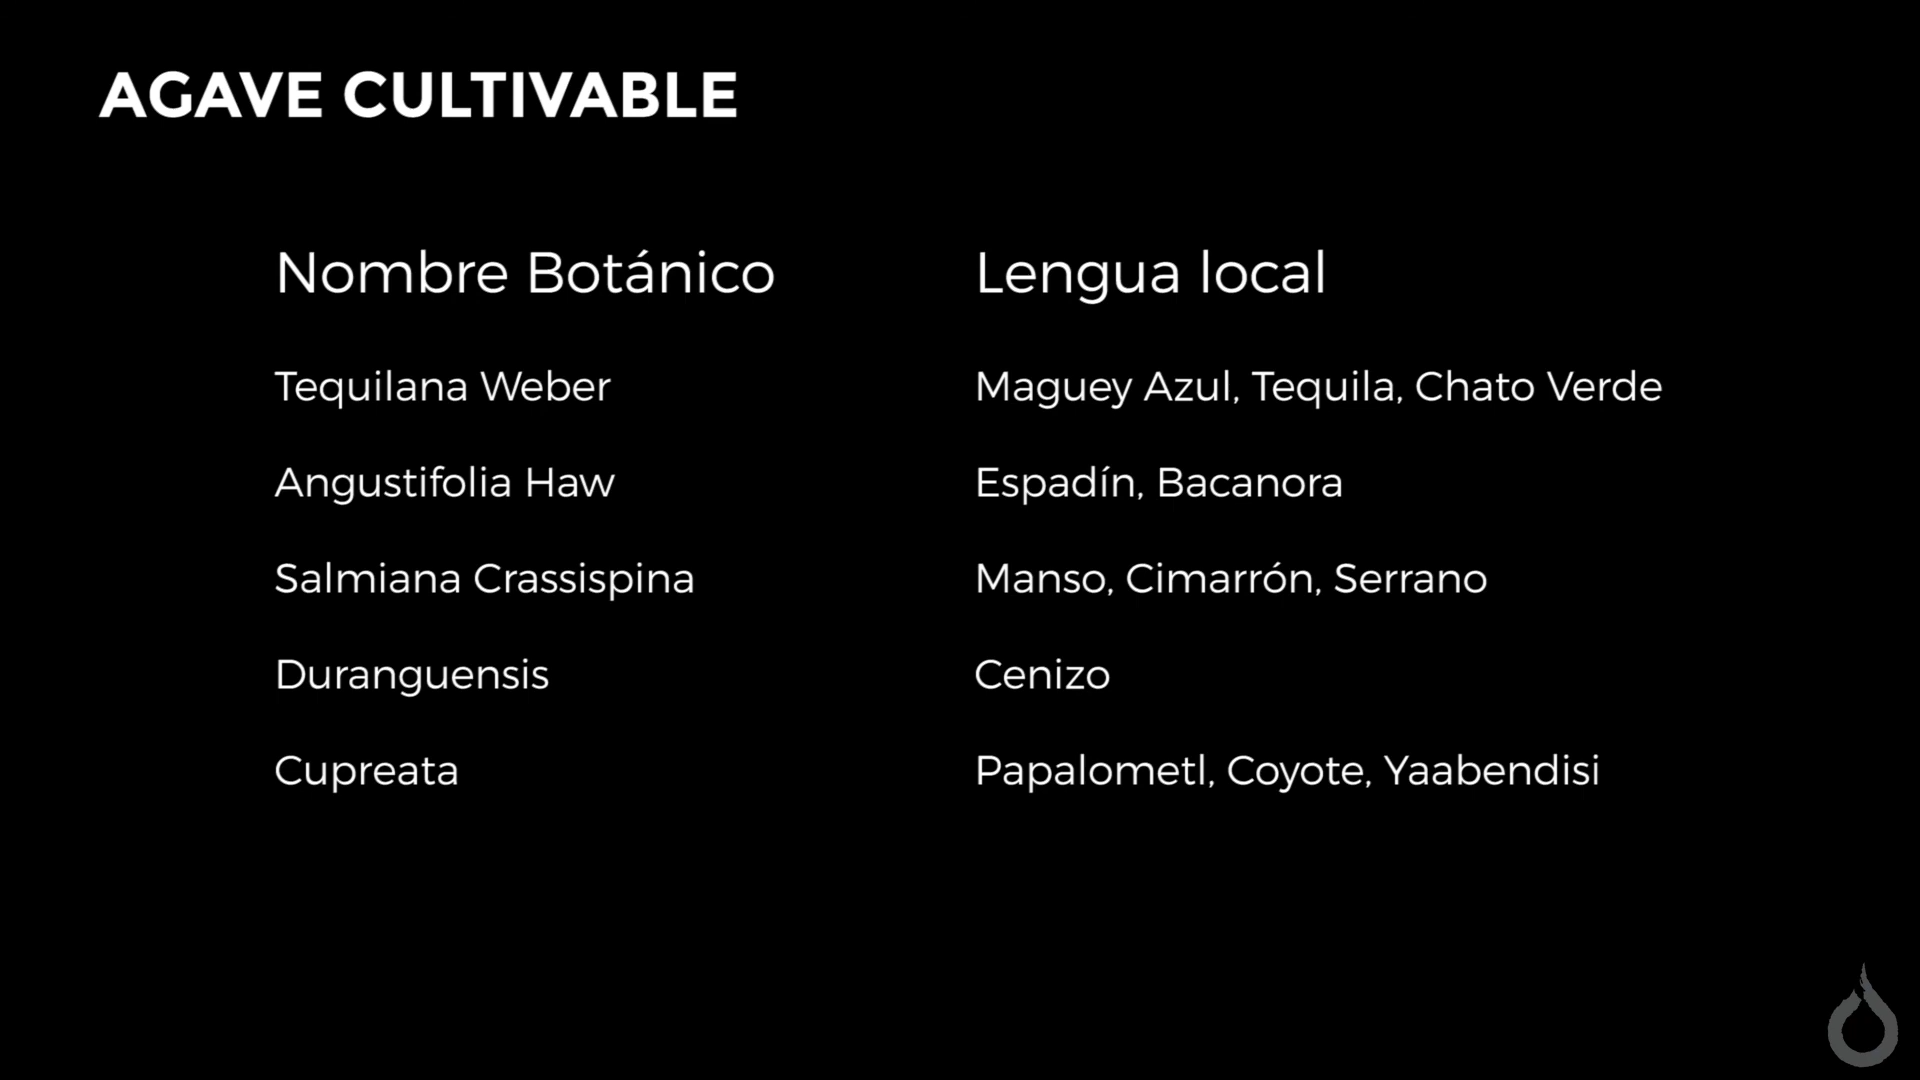 AGAVE CULTIVABLE
Nombre Botánico Lengua local
Tequilana Weber Maguey Azul, Tequila, Chato Verde
Angustifolia Haw Espadín, Bacanora
Salmiana Crassispina Manso, Cimarrón, Serrano
Duranguensis Cenizo
Cupreata Papalometl, Coyote, Yaabendisi